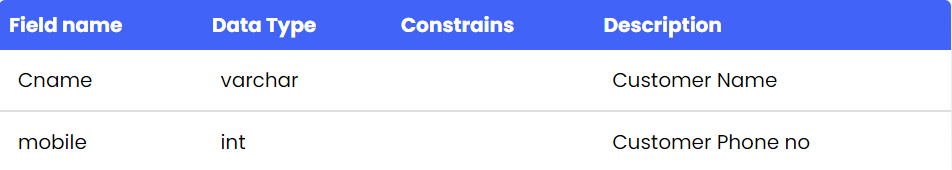 Field name Data Type Constrains Description
Cname varchar Customer Name
mobile int Customer Phone no